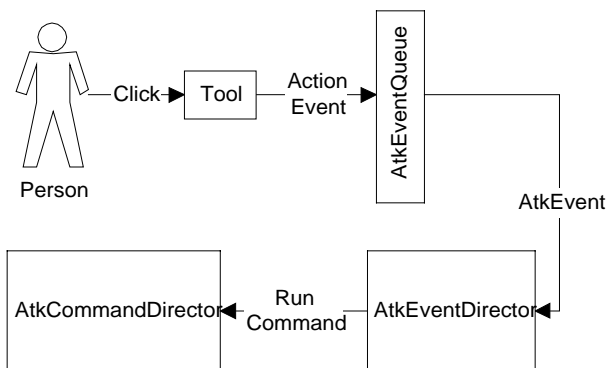 Click
Tool
Action
Event
AtkEventQueue
Person
AtkEvent
AtkCommandDirector
Run
Command
AtkEventDirector